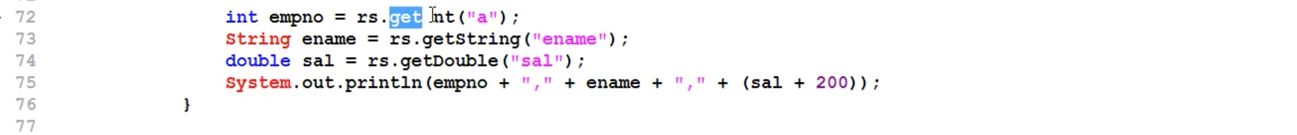 72 int empno = rs.getInt("a");
73 String ename = rs.getString("ename");
74 double sal = rs.getDouble("sal");
75 System.out.println(empno + "," + ename + "," + (sal + 200));
76 }
77